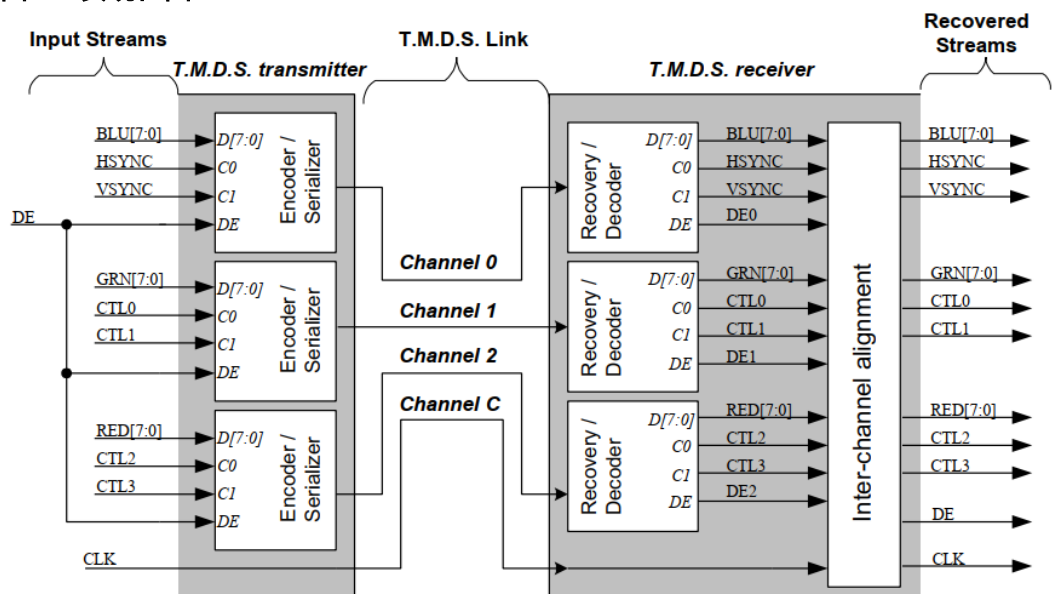 Input Streams
T.M.D.S. Link
Recovered
Streams
T.M.D.S. transmitter
T.M.D.S. receiver
BLU[7:0]
HSYNC
VSYNC
DE
D[7:0]
C0
C1
DE
Encoder /
Serializer
GRN[7:0]
CTL0
CTL1
D[7:0]
C0
C1
DE
Encoder /
Serializer
RED[7:0]
CTL2
CTL3
D[7:0]
C0
C1
DE
Encoder /
Serializer
CLK
Channel 0
Channel 1
Channel 2
Channel C
Recovery /
Decoder
D[7:0]
C0
C1
DE
BLU[7:0]
HSYNC
VSYNC
DE0
Recovery /
Decoder
D[7:0]
C0
C1
DE
GRN[7:0]
CTL0
CTL1
DE1
Recovery /
Decoder
D[7:0]
C0
C1
DE
RED[7:0]
CTL2
CTL3
DE2
Inter-channel alignment
BLU[7:0]
HSYNC
VSYNC
GRN[7:0]
CTL0
CTL1
RED[7:0]
CTL2
CTL3
DE
CLK